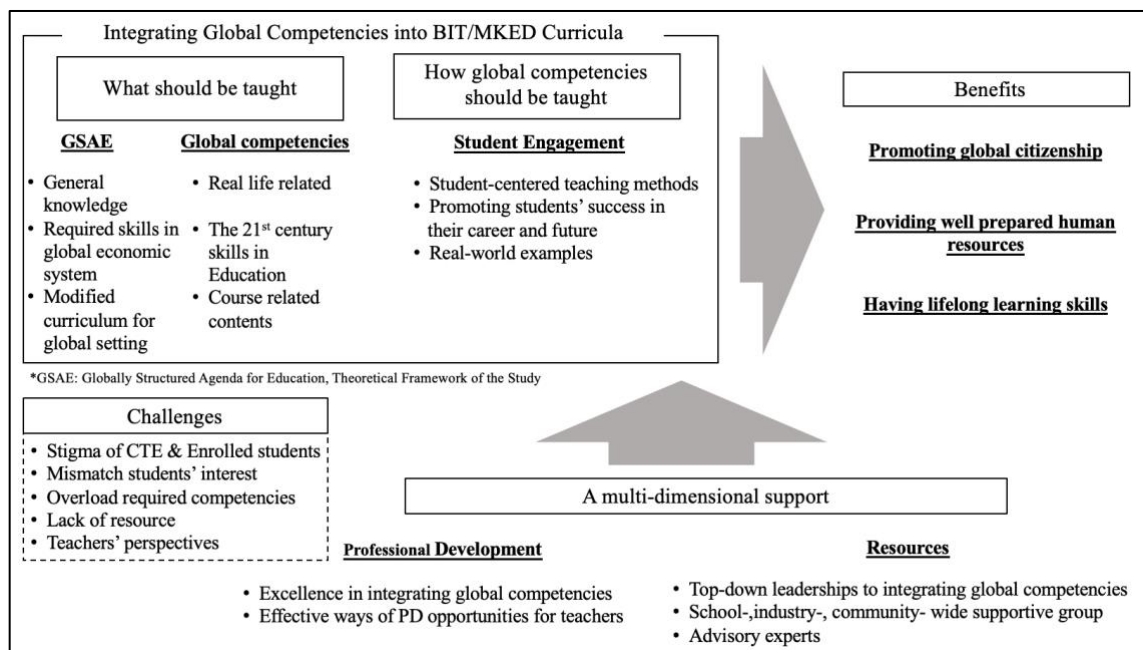 Integrating Global Competencies into BIT/MKED Curricula
What should be taught
How global competencies
should be taught
GSAE
• General
knowledge
• Required skills in
global economic
system
• Modified
curriculum for
global setting
Global competencies
• Real life related
• The 21st century
skills in
Education
• Course related
contents
Student Engagement
• Student-centered teaching methods
• Promoting students' success in
their career and future
• Real-world examples
*GSAE: Globally Structured Agenda for Education, Theoretical Framework of the Study
Benefits
Promoting global citizenship
Providing well prepared human
resources
Having lifelong learning skills
Challenges
• Stigma of CTE & Enrolled students
• Mismatch students' interest
• Overload required competencies
• Lack of resource
• Teachers' perspectives
A multi-dimensional support
Professional Development
• Excellence in integrating global competencies
• Effective ways of PD opportunities for teachers
Resources
• Top-down leaderships to integrating global competencies
• School-,industry-, community- wide supportive group
• Advisory experts